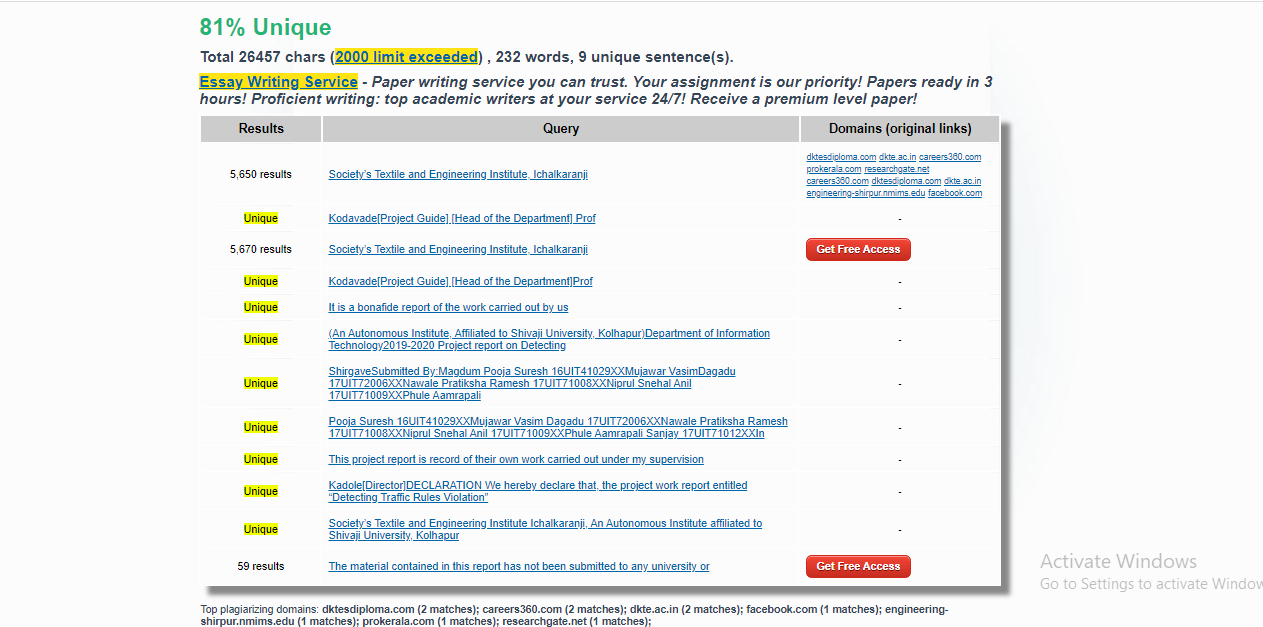 81% Unique
Total 26457 chars (2000 limit exceeded) , 232 words, 9 unique sentence(s).
Essay Writing Service - Paper writing service you can trust. Your assignment is our priority! Papers ready in 3
hours! Proficient writing: top academic writers at your service 24/7! Receive a premium level paper!
Results Query Domains (original links)
5,650 results Society's Textile and Engineering Institute, Ichalkaranji
dktesdiploma.com dkte.ac.in careers360.com
prokerala.com researchgate.net
careers360.com dktesdiploma.com dkte.ac.in
engineering-shirpur.nmims.edu facebook.com
Unique Kodavade[Project Guide] [Head of the Department] Prof -
5,670 results Society's Textile and Engineering Institute, Ichalkaranji Get Free Access
Unique Kodavade[Project Guide] [Head of the Department]Prof -
Unique It is a bonafide report of the work carried out by us -
Unique (An Autonomous Institute, Affiliated to Shivaji University, Kolhapur)Department of Information
Technology2019-2020 Project report on Detecting -
Unique ShirgaveSubmitted By:Magdum Pooja Suresh 16UIT41029XXMujawar VasimDagadu
17UIT72006XXNawale Pratiksha Ramesh 17UIT71008XXNiprul Snehal Anil
17UIT71009XXPhule Aamrapali -
Unique Pooja Suresh 16UIT41029XXMujawar Vasim Dagadu 17UIT72006XXNawale Pratiksha Ramesh
17UIT71008XXNiprul Snehal Anil 17UIT71009XXPhule Aamrapali Sanjay 17UIT71012XXIn -
Unique This project report is record of their own work carried out under my supervision -
Unique Kadole[Director]DECLARATION We hereby declare that, the project work report entitled
“Detecting Traffic Rules Violation” -
Unique Society's Textile and Engineering Institute Ichalkaranji, An Autonomous Institute affiliated to
Shivaji University, Kolhapur -
59 results The material contained in this report has not been submitted to any university or Get Free Access
Top plagiarizing domains: dktesdiploma.com (2 matches); careers360.com (2 matches); dkte.ac.in (2 matches); facebook.com (1 matches); engineering-
shirpur.nmims.edu (1 matches); prokerala.com (1 matches); researchgate.net (1 matches);
Activate Windows
Go to Settings to activate Window